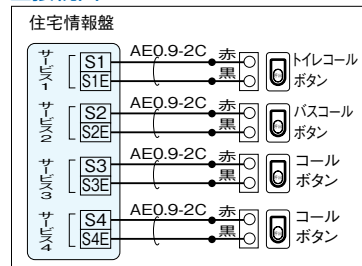 住宅情報盤
サービス1
S1
S1E
AE0.9-2C
赤
黒
トイレコール
ボタン
サービス2
S2
S2E
AE0.9-2C
赤
黒
バスコール
ボタン
サービス3
S3
S3E
AE0.9-2C
赤
黒
コール
ボタン
サービス4
S4
S4E
AE0.9-2C
赤
黒
コール
ボタン